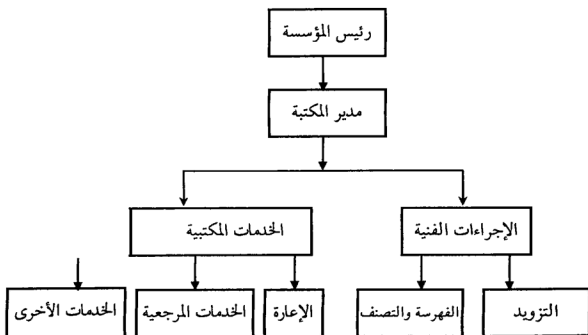 رئيس المؤسسة
مدير المكتبة
الإجراءات الفنية
الخدمات المكتبية
التزويد
الفهرسة والتصنف
الإعارة
الخدمات المرجعية
الخدمات الأخرى